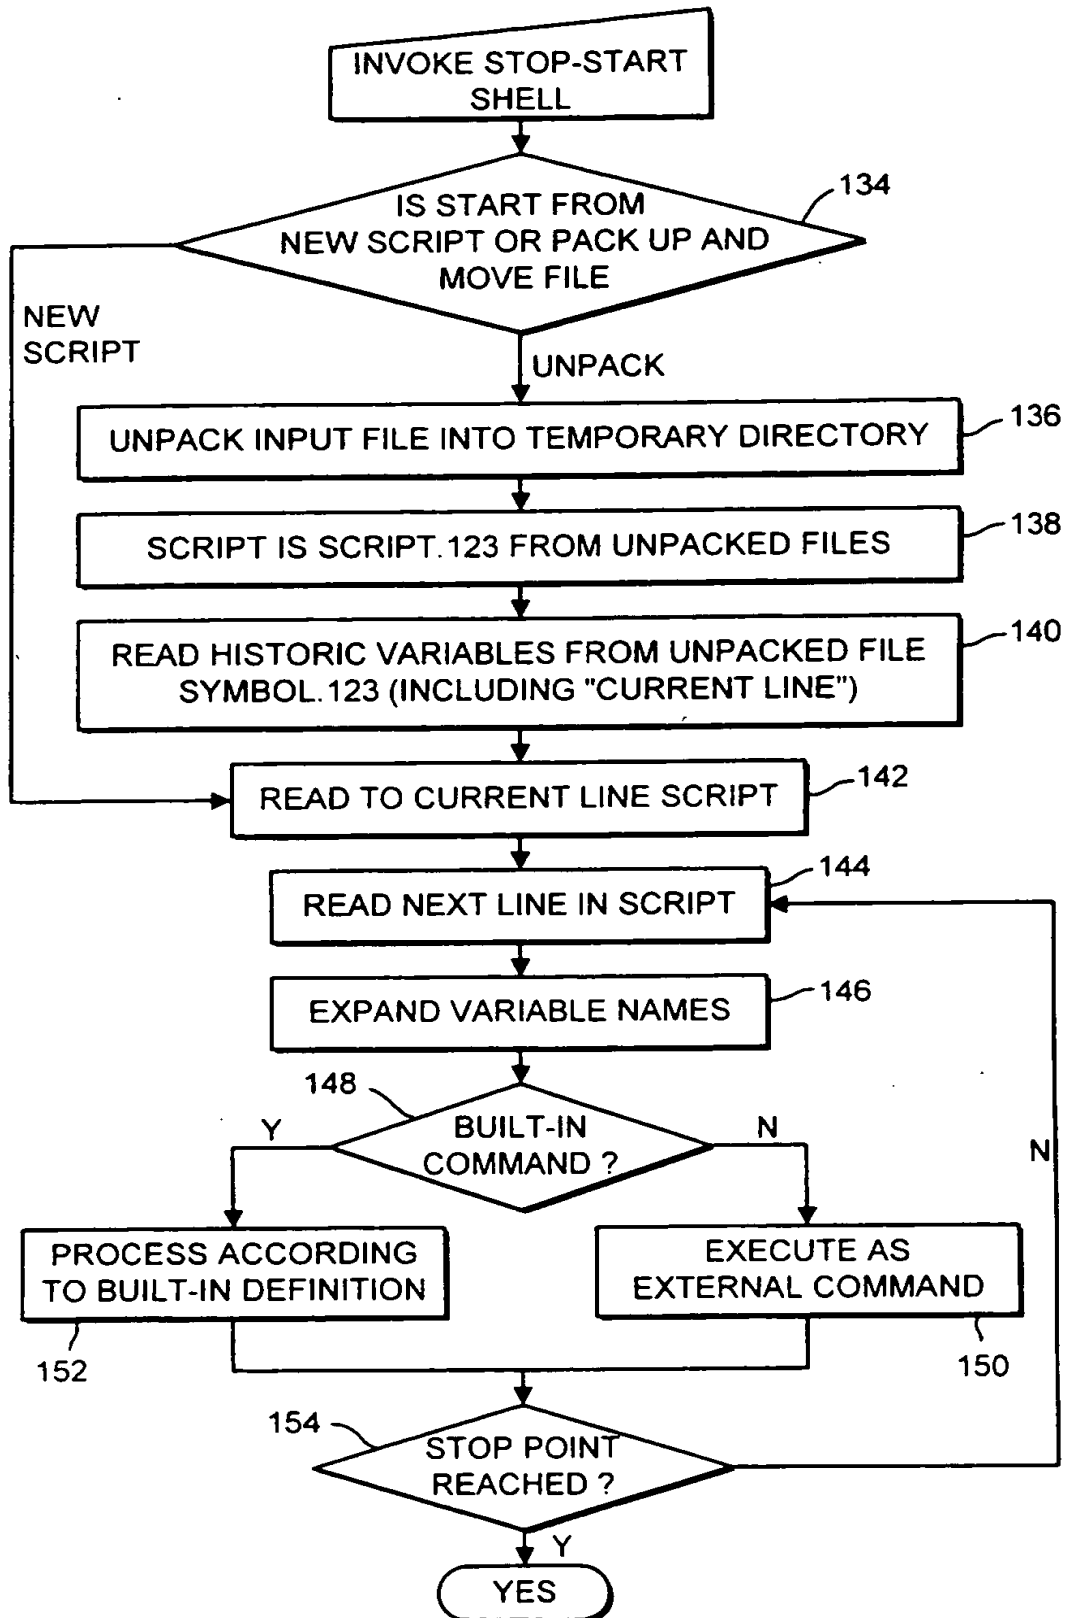 INVOKE STOP-START
SHELL
134
IS START FROM
NEW SCRIPT OR PACK UP AND
MOVE FILE
NEW
SCRIPT
UNPACK
UNPACK INPUT FILE INTO TEMPORARY DIRECTORY
136
SCRIPT IS SCRIPT.123 FROM UNPACKED FILES
138
READ HISTORIC VARIABLES FROM UNPACKED FILE
SYMBOL.123 (INCLUDING "CURRENT LINE")
140
READ TO CURRENT LINE SCRIPT
142
READ NEXT LINE IN SCRIPT
144
EXPAND VARIABLE NAMES
146
148
BUILT-IN
COMMAND ?
Y
N
N
PROCESS ACCORDING
TO BUILT-IN DEFINITION
152
EXECUTE AS
EXTERNAL COMMAND
150
154
STOP POINT
REACHED ?
Y
YES